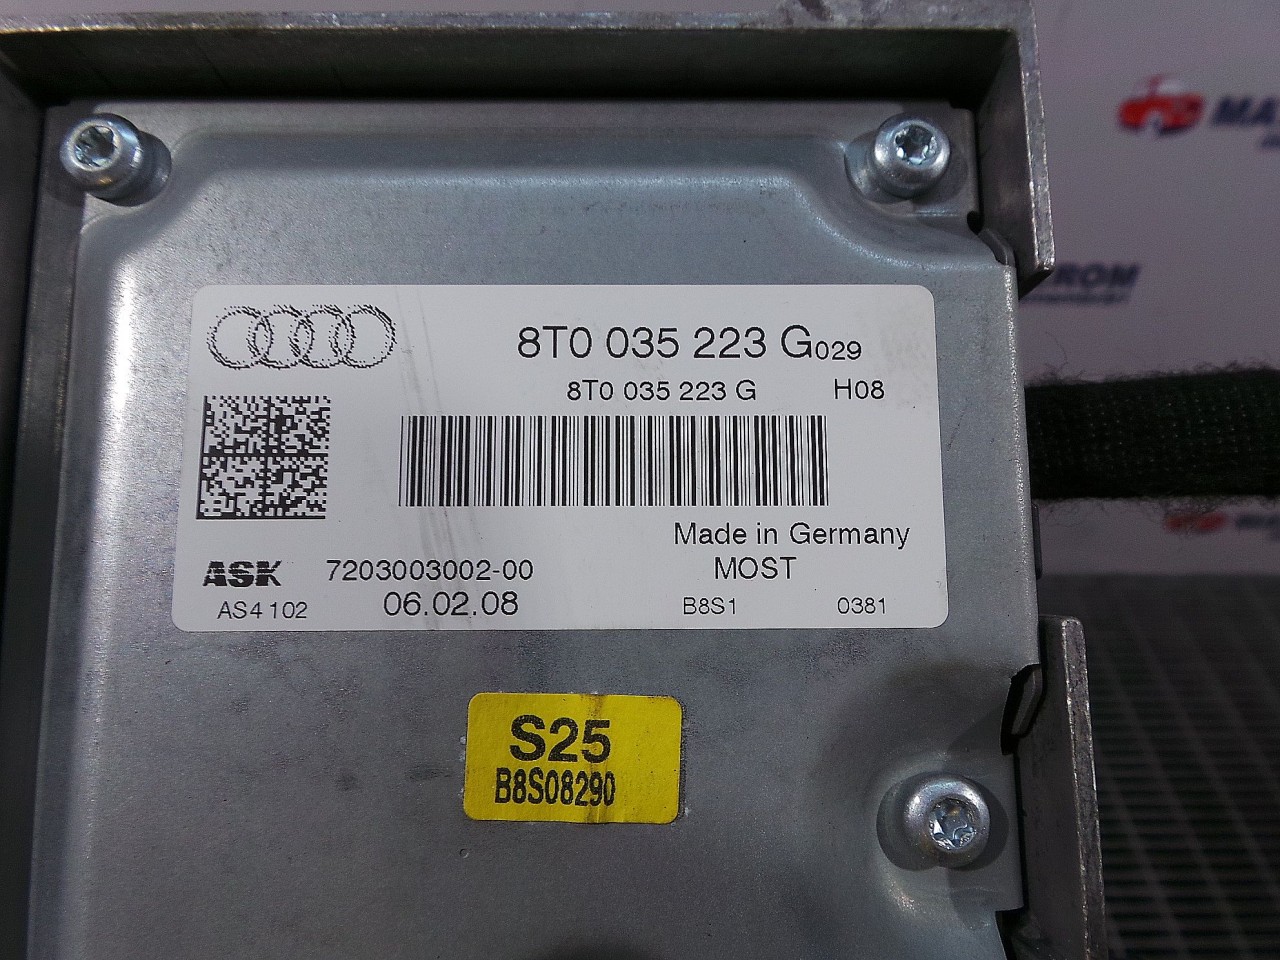 8T0 035 223 G029
8T0 035 223 G H08
Made in Germany
ASK 7203003002-00 MOST
AS4 102 06.02.08 B8S1 0381
S25
B8S08290